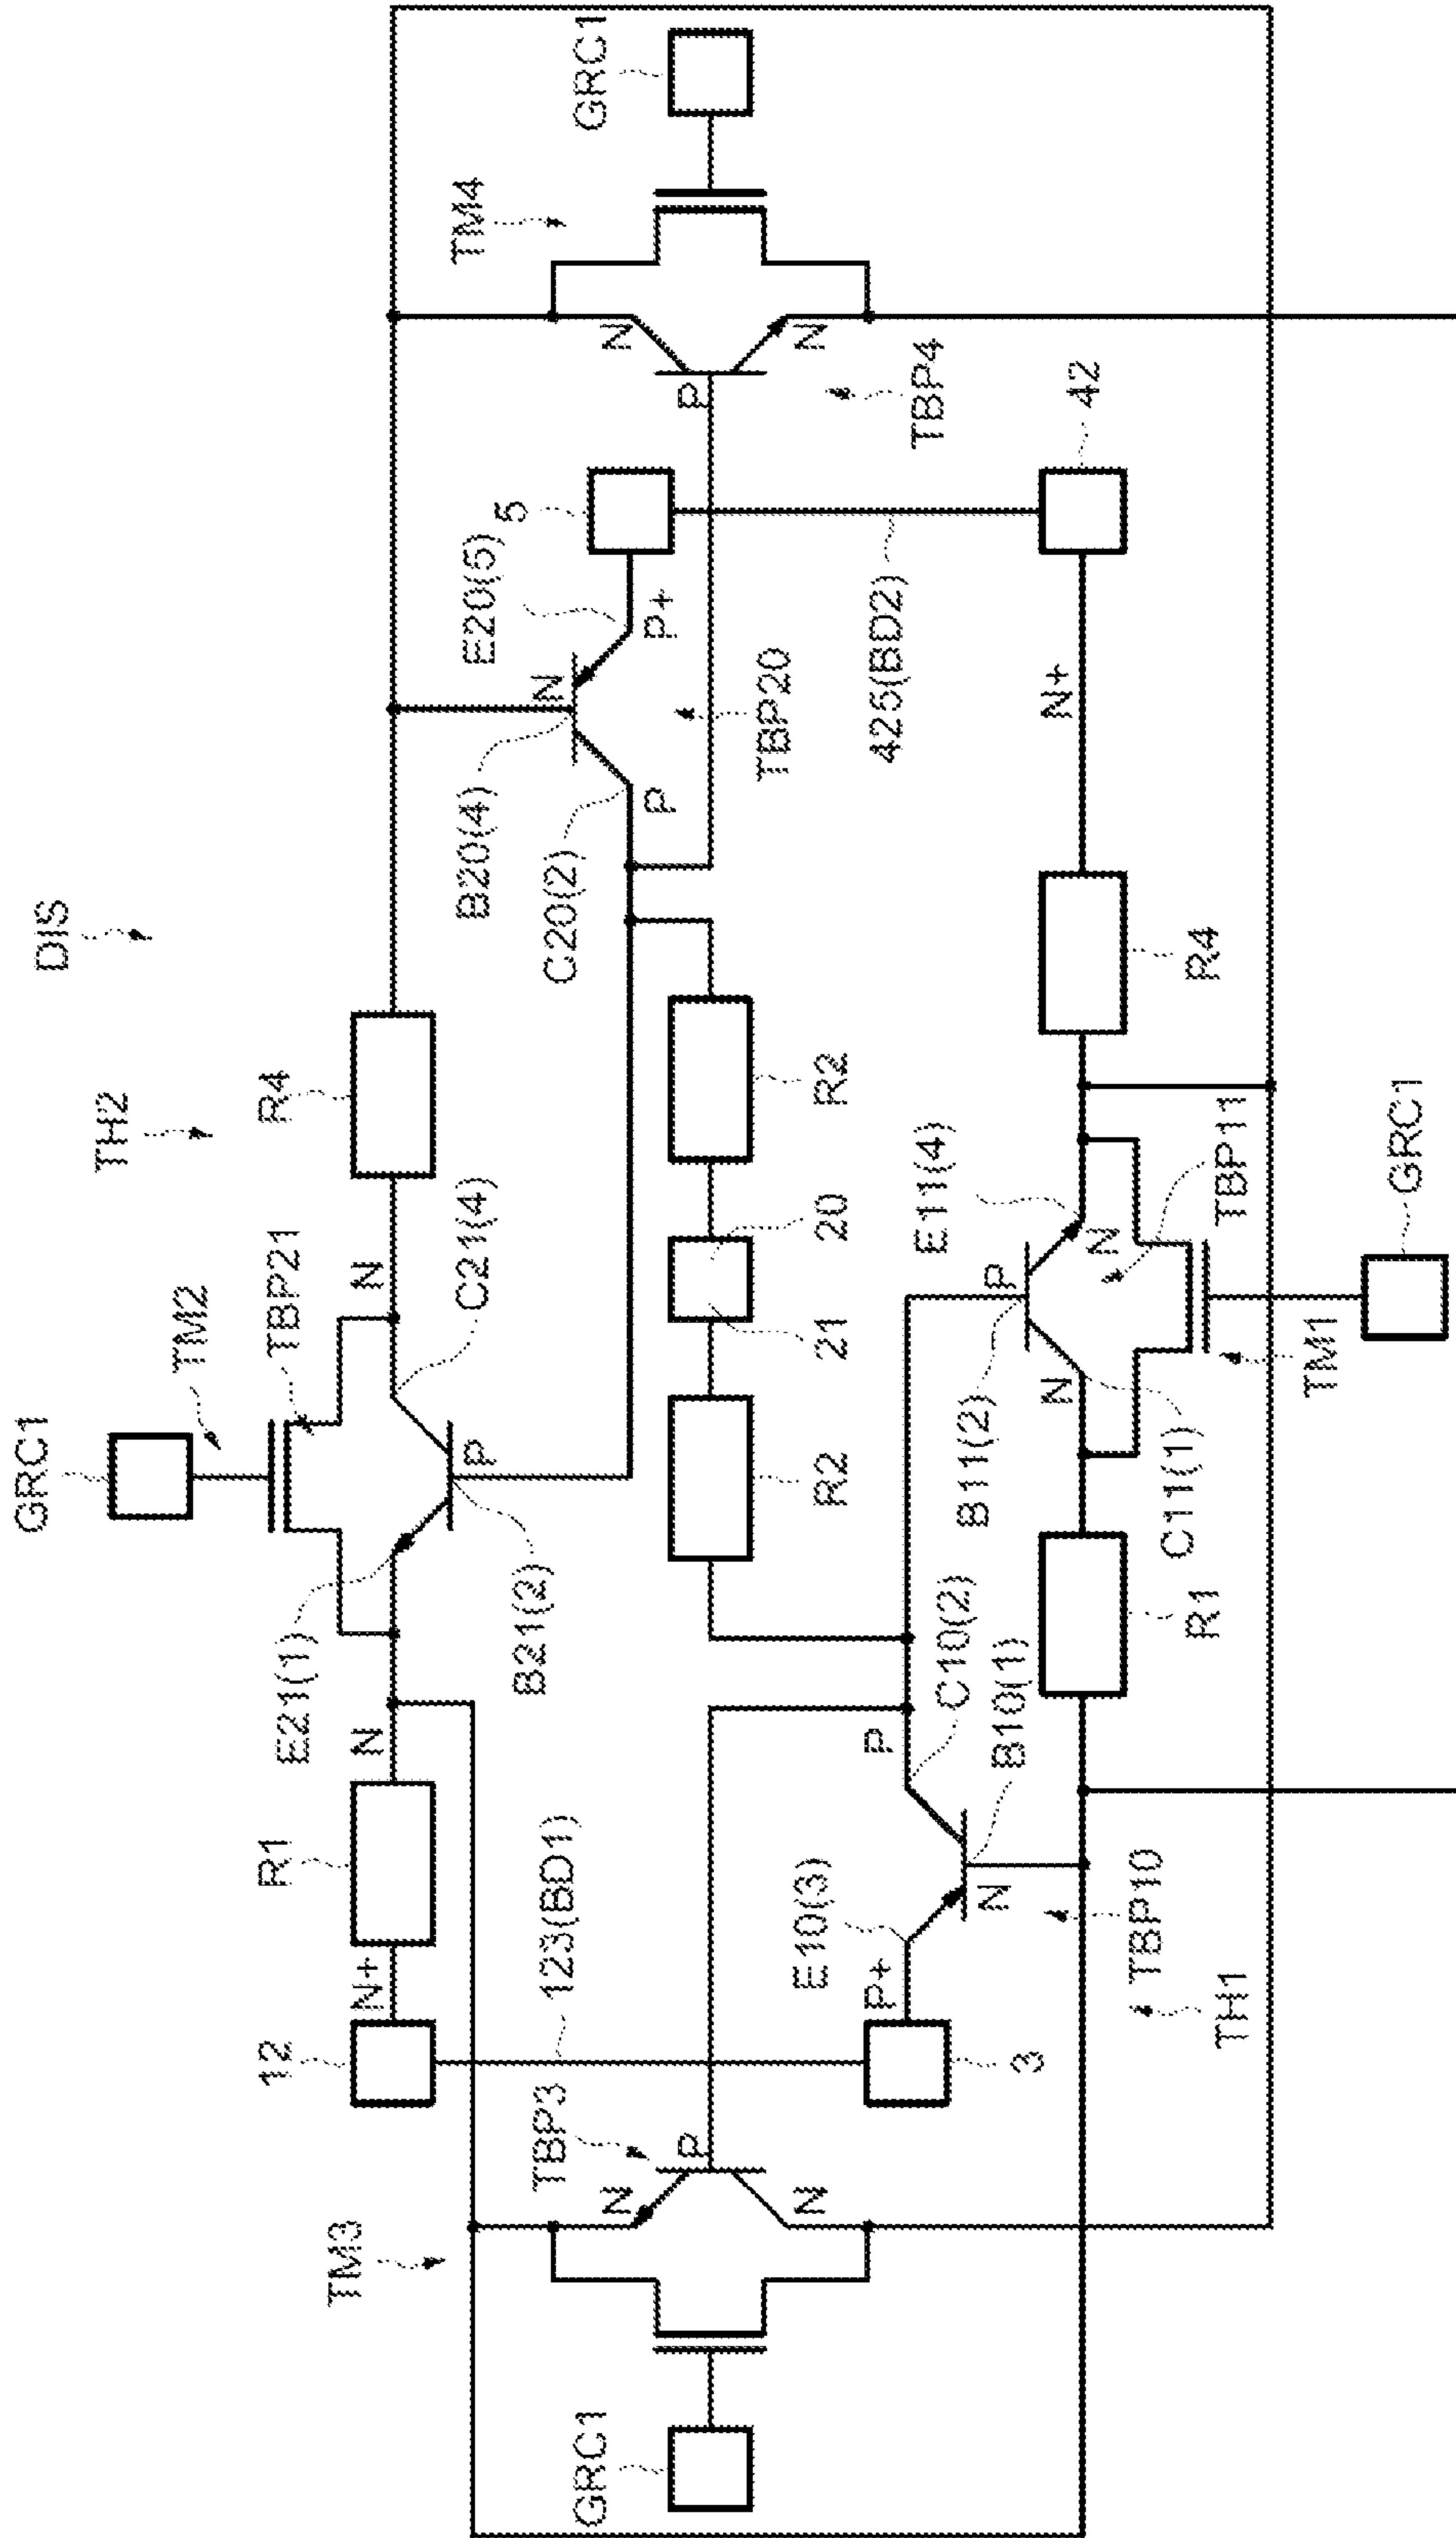 DIS
TH2
GRC1
TM2
TBP21
R4
TM3
12
R1
N+
N
E21(1)
B21(2)
P
N
C21(4)
B20(4)
C20(2)
N
E20(5)
5
P+
P
TBP20
TM4
GRC1
N
P
N
TBP4
GRC1
TBP3
N
P
N
123(BD1)
R2
21
20
R2
425(BD2)
42
E10(3)
P+
3
P
C10(2)
N
B10(1)
TBP10
TH1
B11(2)
P
E11(4)
N
N
C11(1)
R1
TBP11
R4
N+
TM1
GRC1